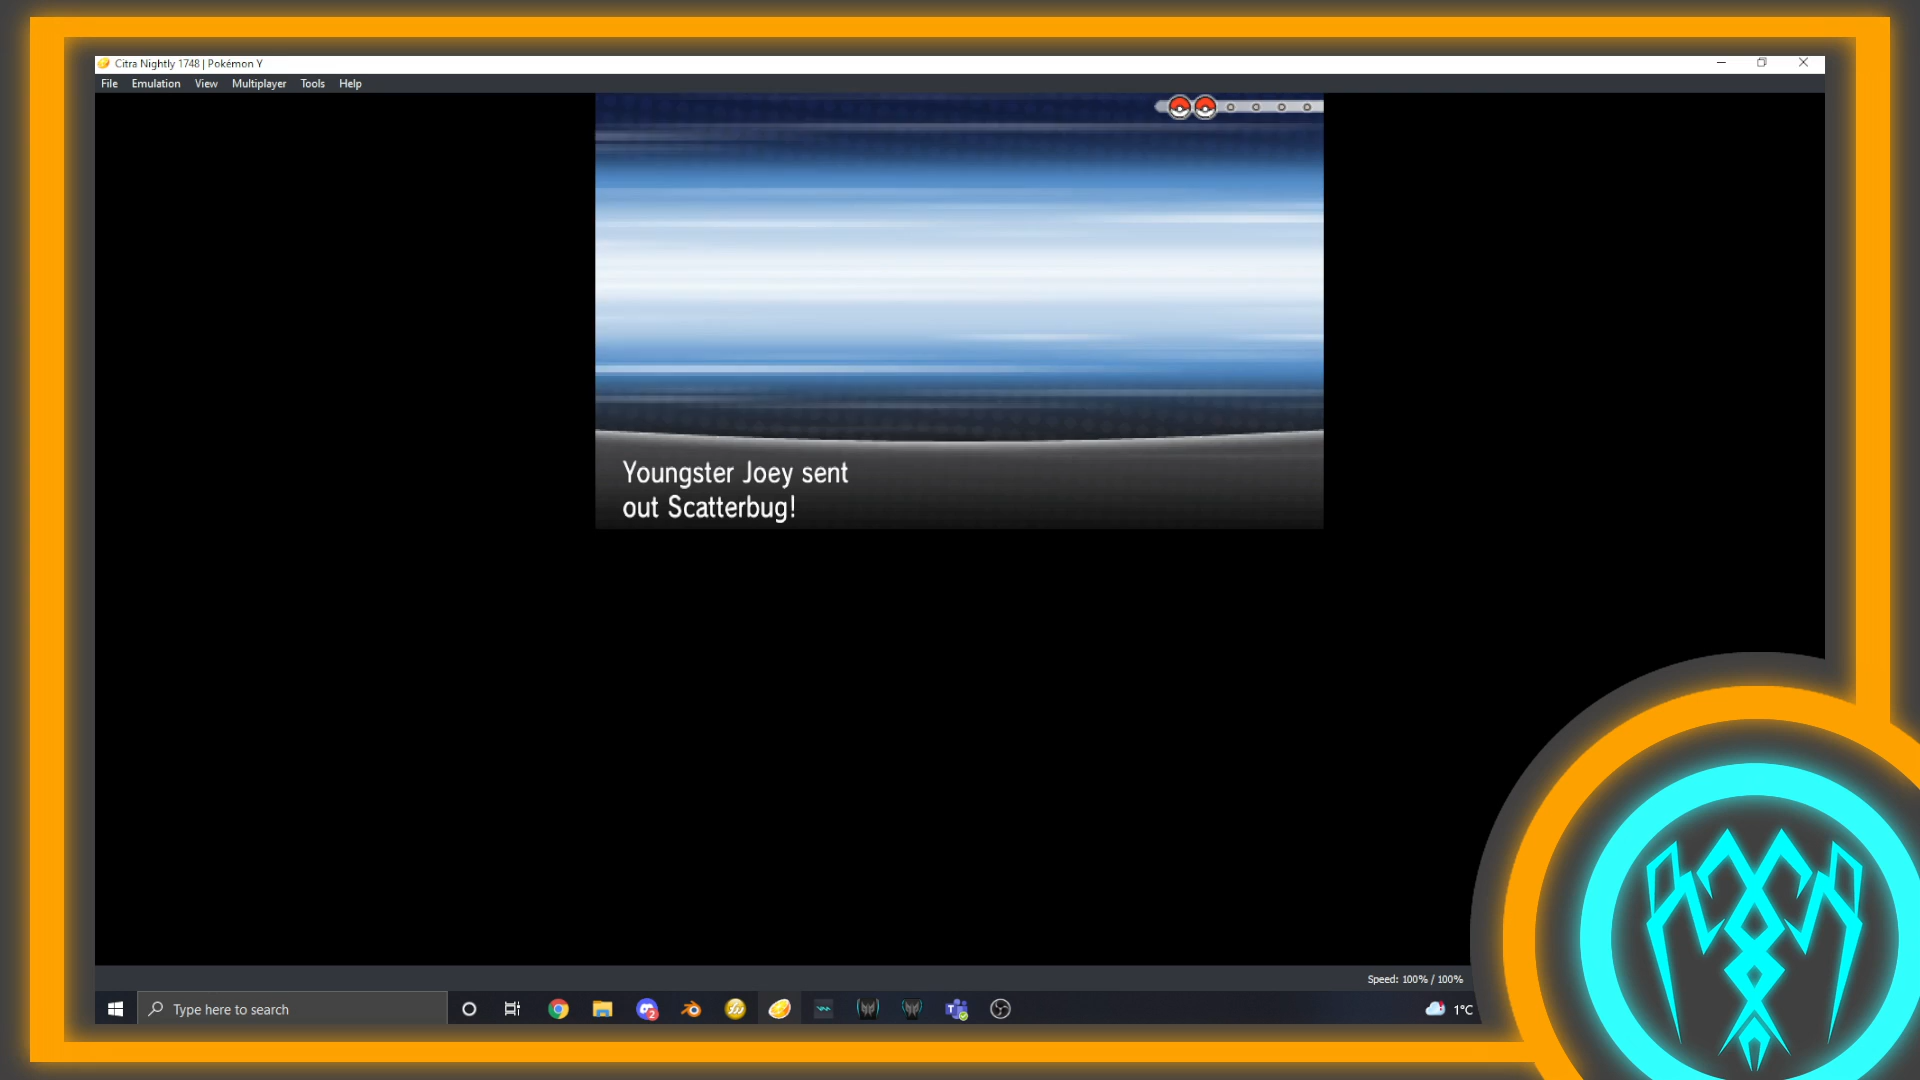 Citra Nightly 1748 | Pokémon Y
File Emulation View Multiplayer Tools Help
Youngster Joey sent
out Scatterbug!
Speed: 100% / 100%
Type here to search
2
1°C